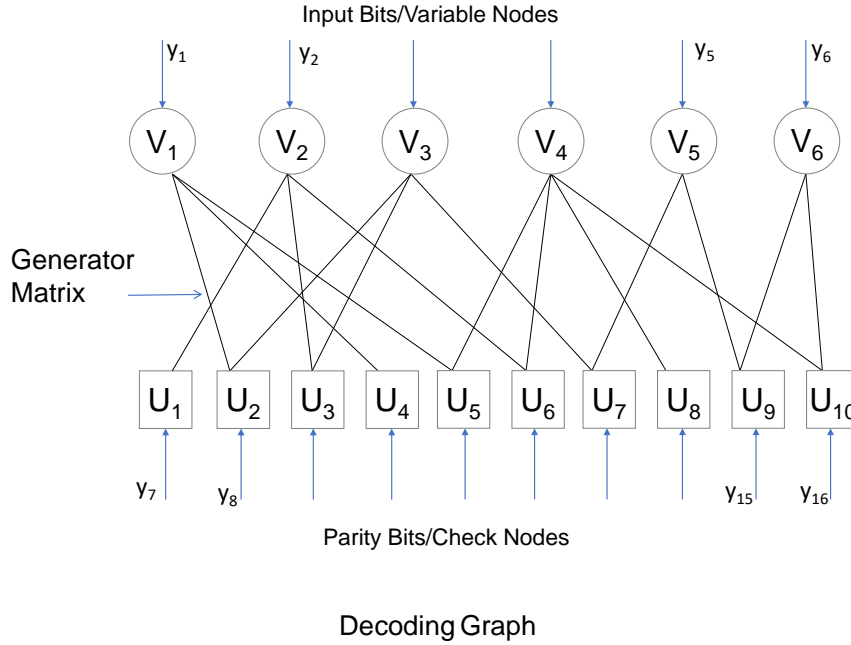 Input Bits/Variable Nodes
y1 y2 y5 y6
V1 V2 V3 V4 V5 V6
Generator
Matrix
U1 U2 U3 U4 U5 U6 U7 U8 U9 U10
y7 y8 y15 y16
Parity Bits/Check Nodes
Decoding Graph